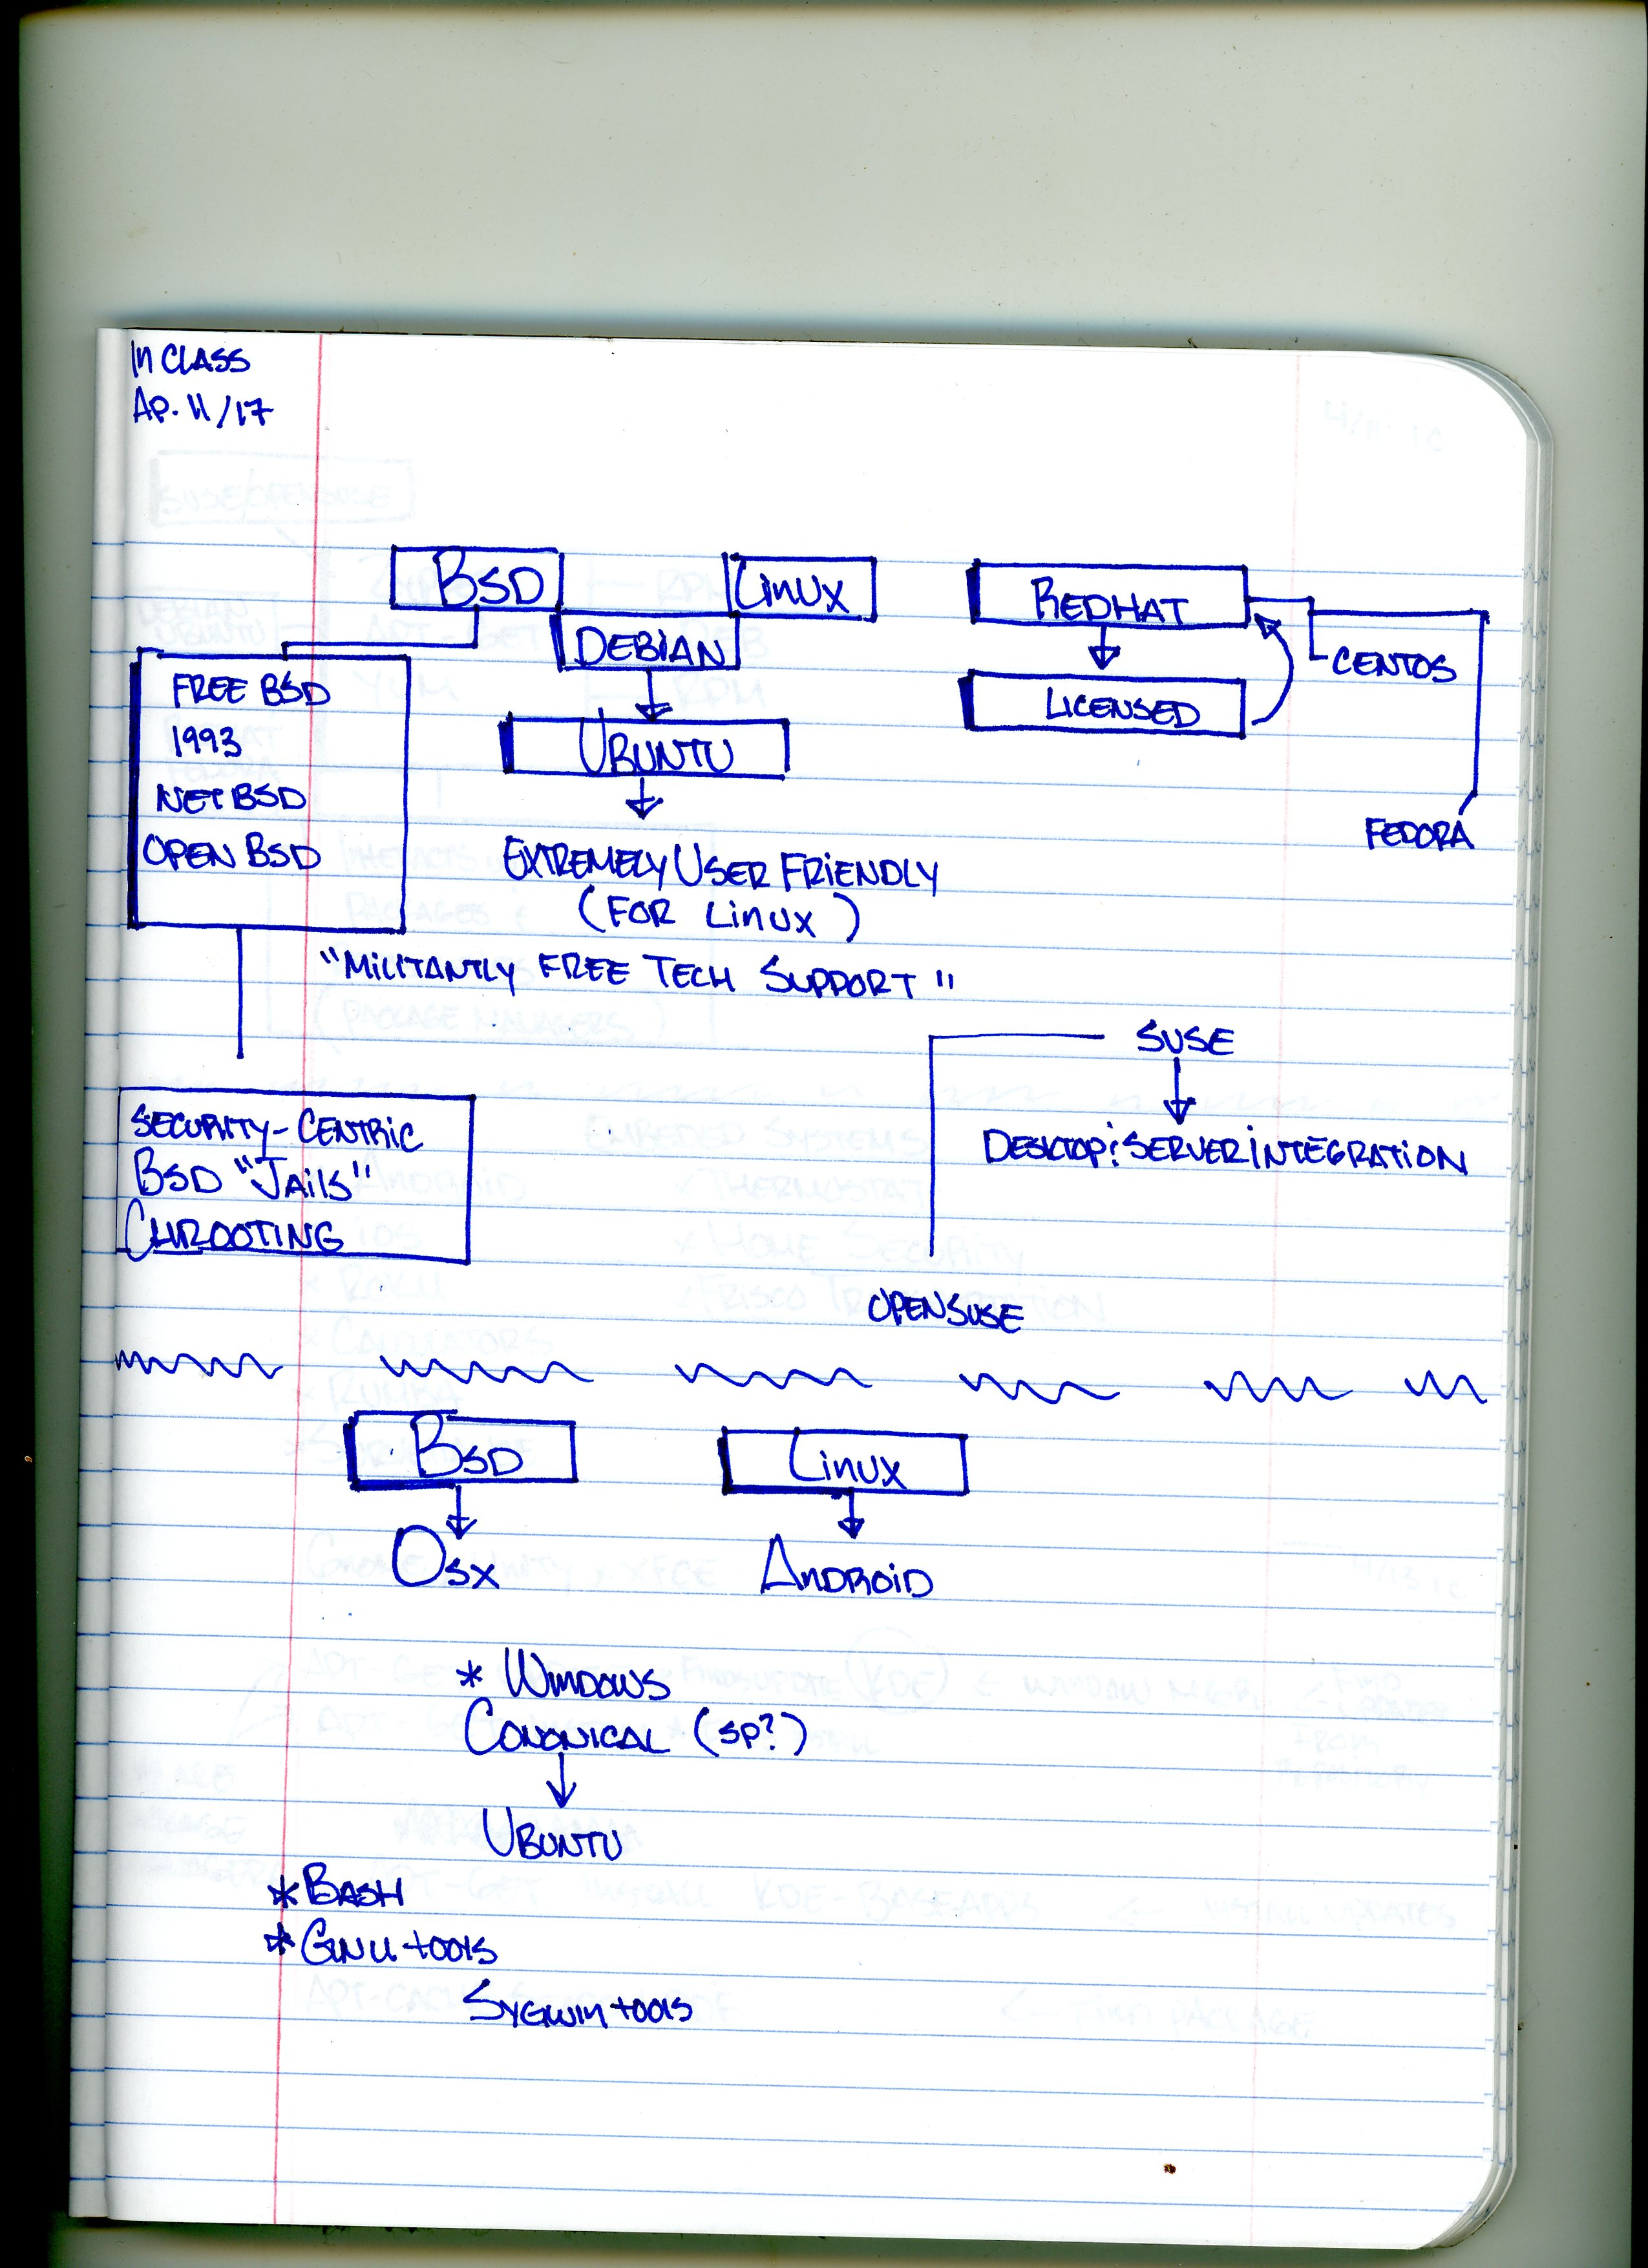 In CLASS
Ap. 11/17
BSD
Linux
REDHAT
DEBIAN
CENTOS
FREE BSD
LICENSED
1993
UBUNTU
NET BSD
FEDORA
OPEN BSD
EXTREMELY USER FRIENDLY
(FOR Linux)
"MILITANTLY FREE TECH SUPPORT"
SUSE
SECURITY-CENTRIC
DESKTOP: SERVER INTEGRATION
BSD "JAils"
CHROOTING
OPENSUSE
BSD
Linux
OSX
ANDROID
* WINDOWS
CONONICAL (SP?)
UBUNTU
* BASH
* GNU tools
SYGWIN tools